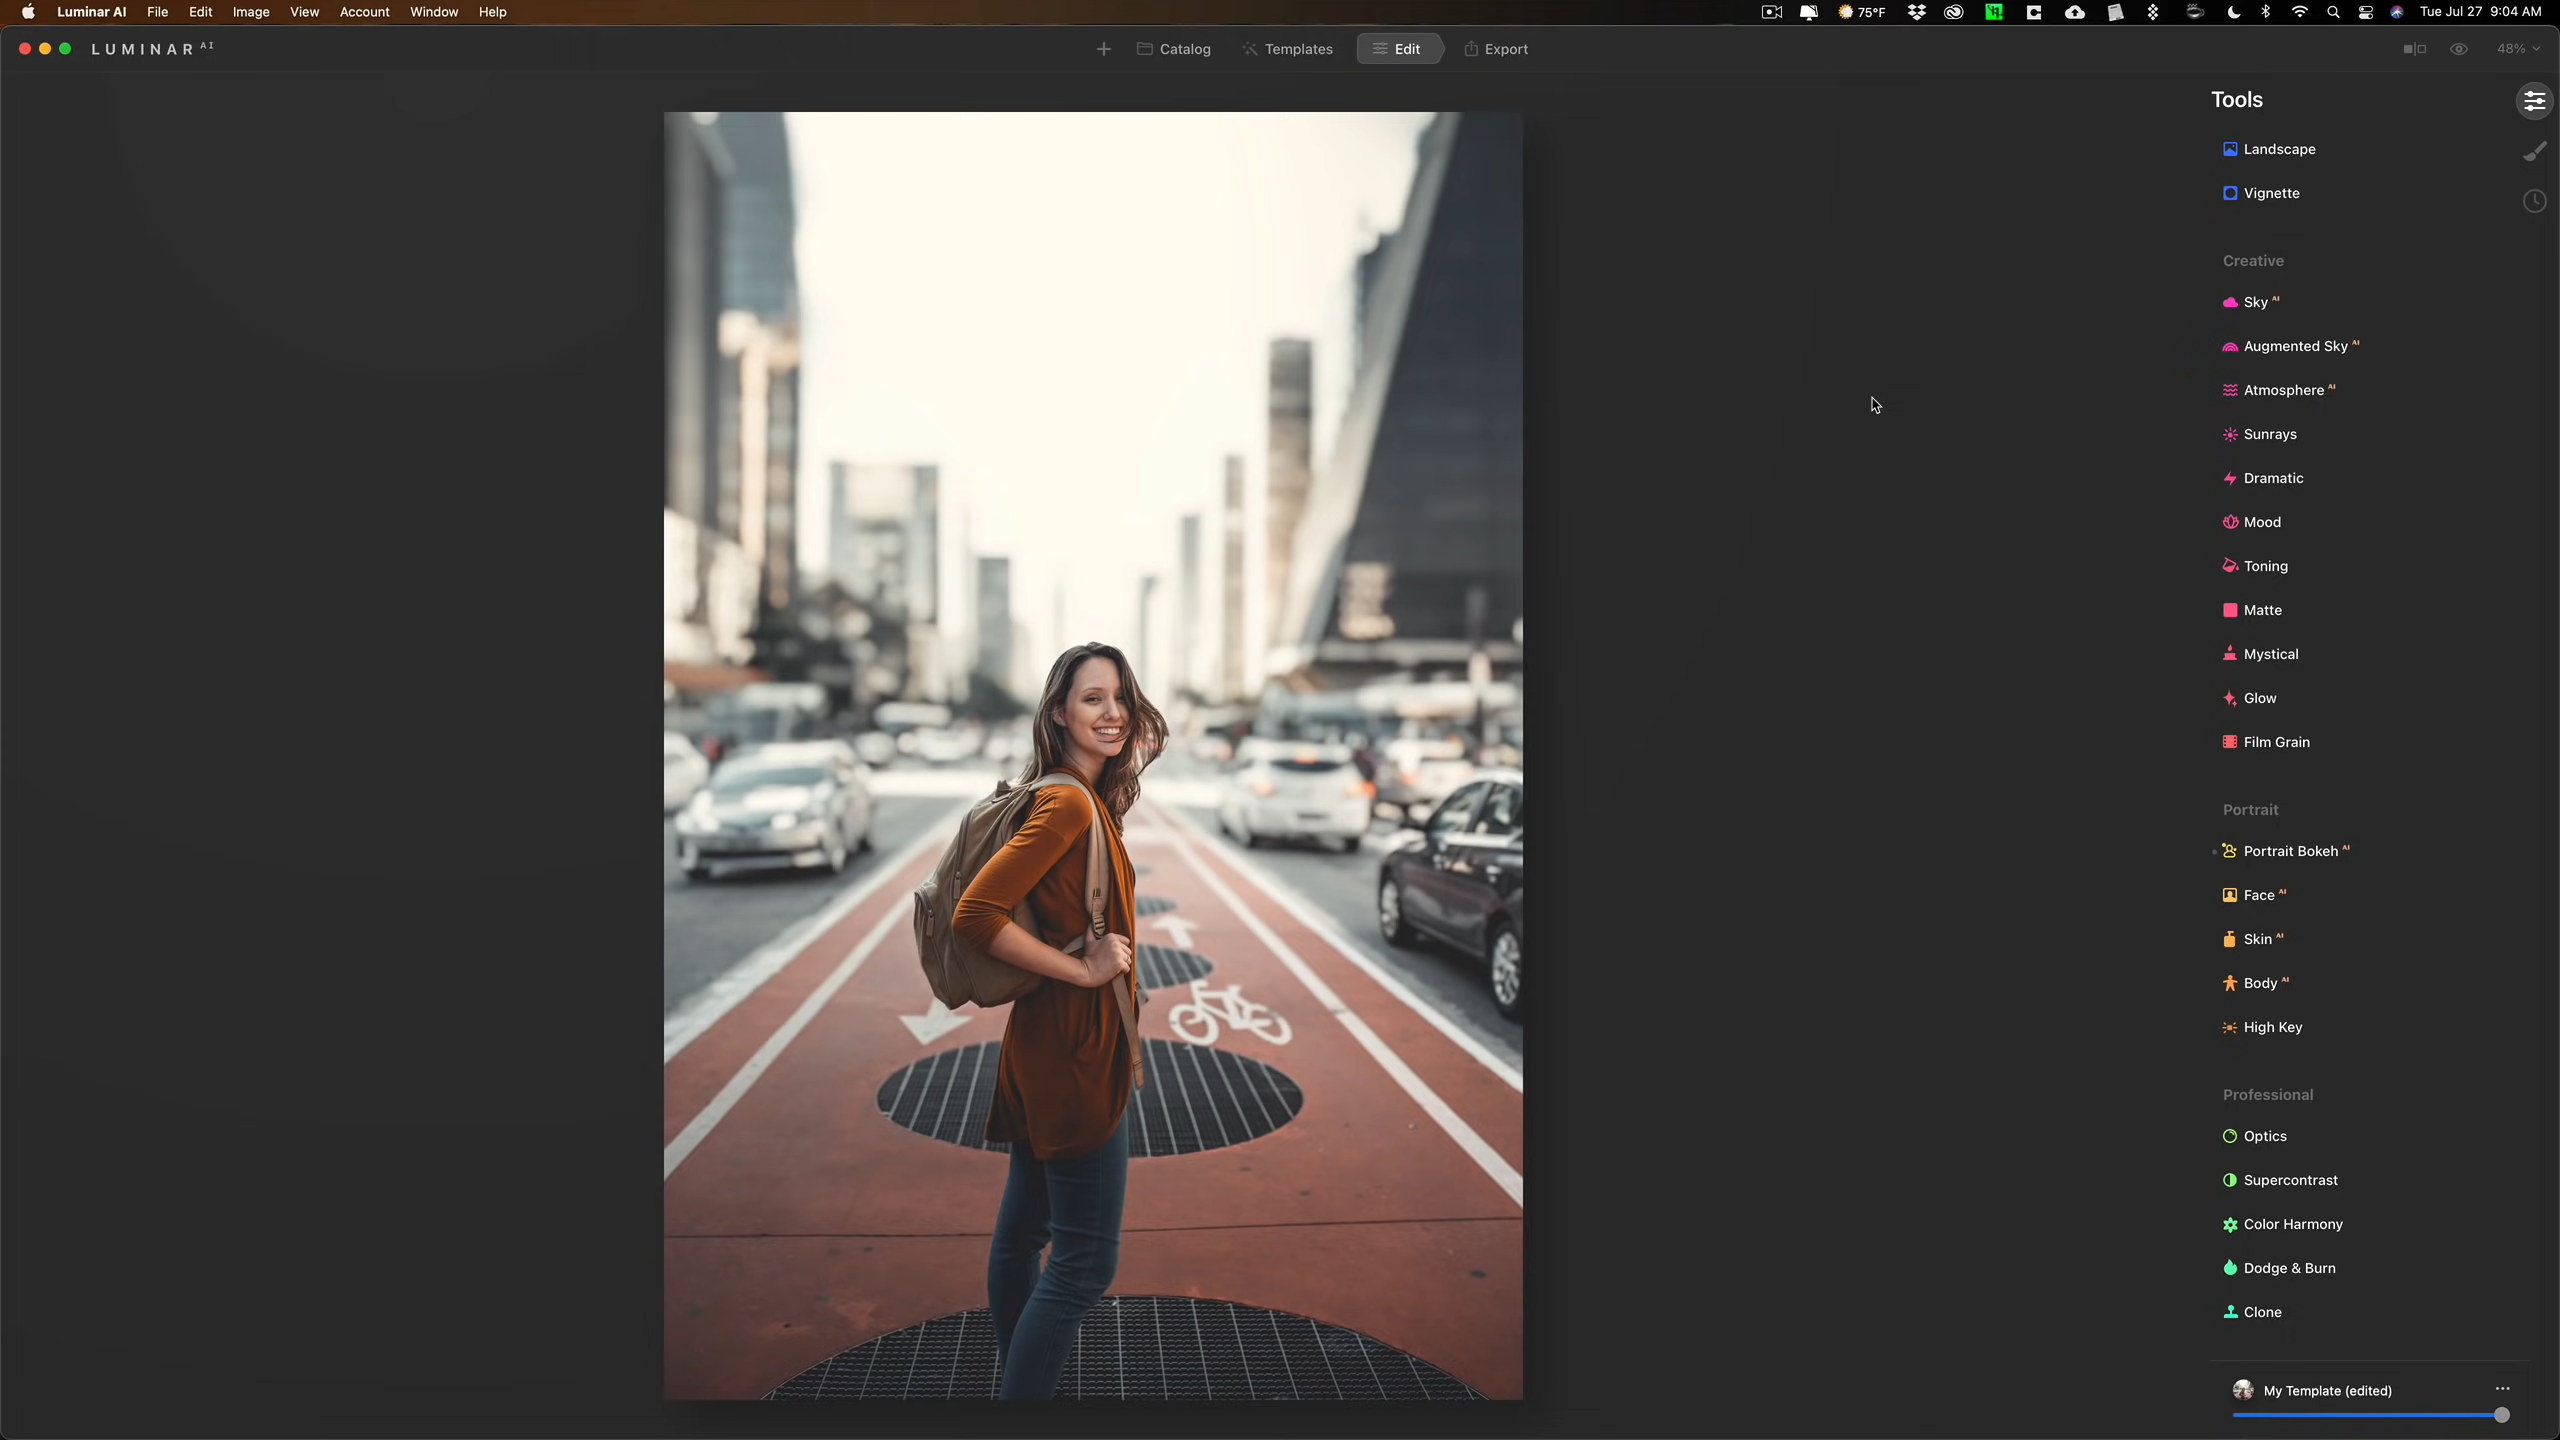 Luminar AI File Edit Image View Account Window Help 75°F Tue Jul 27 9:04 AM
LUMINAR AI Catalog Templates Edit Export 48%
Tools
Landscape
Vignette
Creative
Sky AI
Augmented Sky AI
Atmosphere AI
Sunrays
Dramatic
Mood
Toning
Matte
Mystical
Glow
Film Grain
Portrait
Portrait Bokeh AI
Face AI
Skin AI
Body AI
High Key
Professional
Optics
Supercontrast
Color Harmony
Dodge & Burn
Clone
My Template (edited)